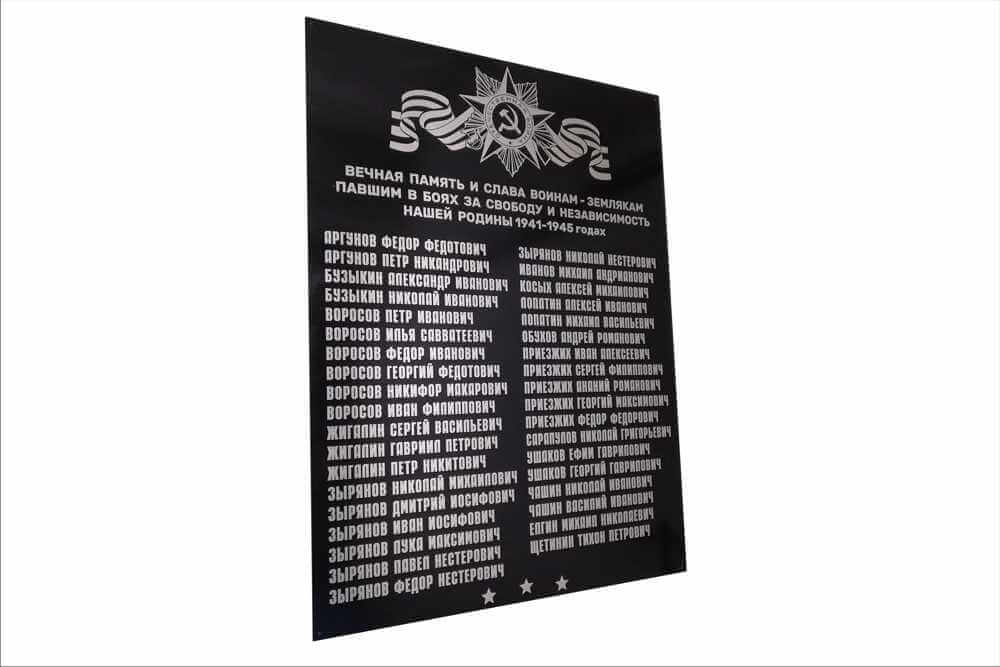 ВЕЧНАЯ ПАМЯТЬ И СЛАВА ВОИНАМ - ЗЕМЛЯКАМ
ПАВШИМ В БОЯХ ЗА СВОБОДУ И НЕЗАВИСИМОСТЬ
НАШЕЙ РОДИНЫ 1941-1945 годах
АРГУНОВ ФЕДОР ФЕДОТОВИЧ
АРГУНОВ ПЕТР НИКАНДРОВИЧ
БУЗЫКИН АЛЕКСАНДР ИВАНОВИЧ
БУЗЫКИН НИКОЛАЙ ИВАНОВИЧ
ВОРОСОВ ПЕТР ИВАНОВИЧ
ВОРОСОВ ИЛЬЯ САВВАТЕЕВИЧ
ВОРОСОВ ФЕДОР ИВАНОВИЧ
ВОРОСОВ ГЕОРГИЙ ФЕДОТОВИЧ
ВОРОСОВ НИКИФОР МАКАРОВИЧ
ВОРОСОВ ИВАН ФИЛИППОВИЧ
ЖИГАЛИН СЕРГЕЙ ВАСИЛЬЕВИЧ
ЖИГАЛИН ГАВРИИЛ ПЕТРОВИЧ
ЖИГАЛИН ПЕТР НИКИТОВИЧ
ЗЫРЯНОВ НИКОЛАЙ МИХАЙЛОВИЧ
ЗЫРЯНОВ ДМИТРИЙ ИОСИФОВИЧ
ЗЫРЯНОВ ИВАН ИОСИФОВИЧ
ЗЫРЯНОВ ЛУКА МАКСИМОВИЧ
ЗЫРЯНОВ ПАВЕЛ НЕСТЕРОВИЧ
ЗЫРЯНОВ ФЕДОР НЕСТЕРОВИЧ
ЗЫРЯНОВ НИКОЛАЙ НЕСТЕРОВИЧ
ИВАНОВ МИХАИЛ АНДРИАНОВИЧ
КОСЫХ АЛЕКСЕЙ МИХАЙЛОВИЧ
ЛОПАТИН АЛЕКСЕЙ ИВАНОВИЧ
ЛОПАТИН МИХАИЛ ВАСИЛЬЕВИЧ
ОБУХОВ АНДРЕЙ РОМАНОВИЧ
ПРИЕЗЖИХ ИВАН АЛЕКСЕЕВИЧ
ПРИЕЗЖИХ СЕРГЕЙ ФИЛИППОВИЧ
ПРИЕЗЖИХ АНАНИЙ РОМАНОВИЧ
ПРИЕЗЖИХ ГЕОРГИЙ МАКСИМОВИЧ
ПРИЕЗЖИХ ФЕДОР ФЕДОРОВИЧ
САРАПУЛОВ НИКОЛАЙ ГРИГОРЬЕВИЧ
УШАКОВ ЕФИМ ГАВРИЛОВИЧ
УШАКОВ ГЕОРГИЙ ГАВРИЛОВИЧ
ЧАШИН НИКОЛАЙ ИВАНОВИЧ
ЧАШИН ВАСИЛИЙ ИВАНОВИЧ
ЕЛГИН МИХАИЛ НИКОЛАЕВИЧ
ЩЕТИНИН ТИХОН ПЕТРОВИЧ